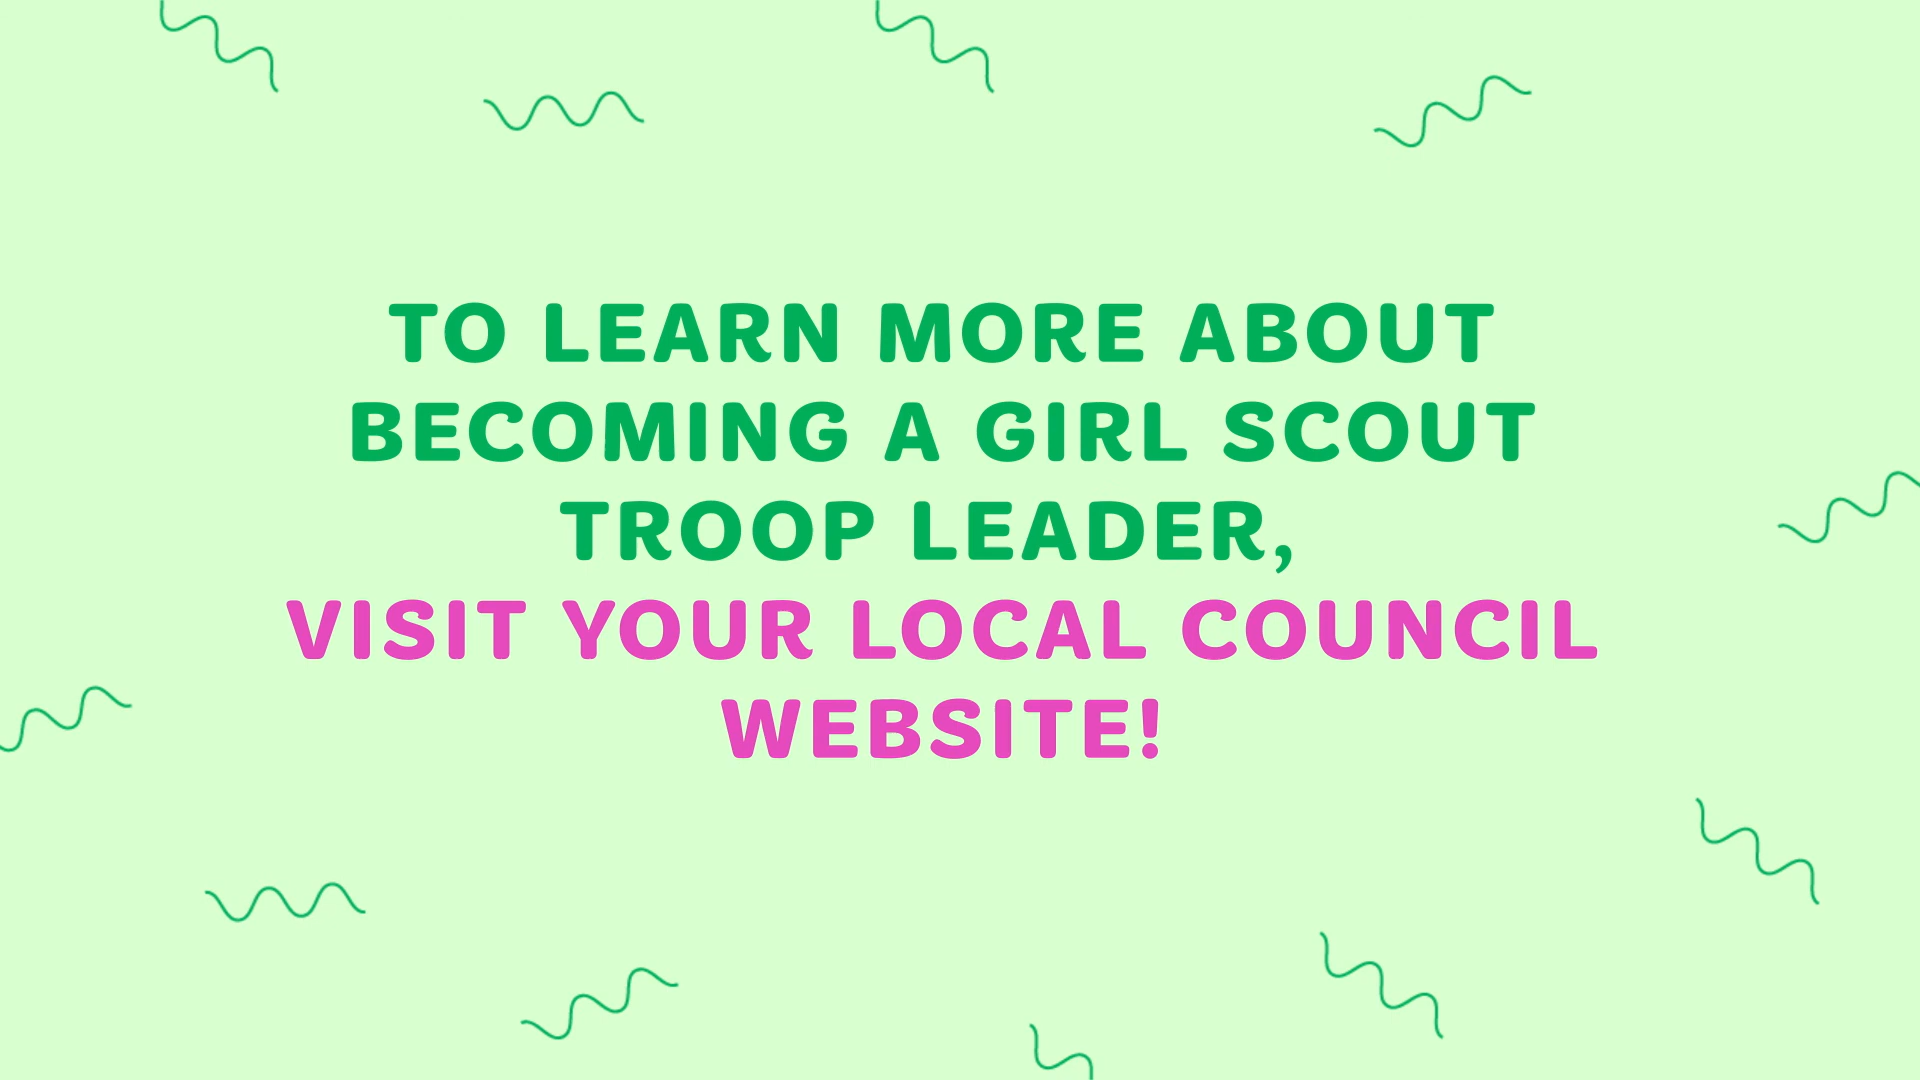 TO LEARN MORE ABOUT
BECOMING A GIRL SCOUT
TROOP LEADER,
VISIT YOUR LOCAL COUNCIL
WEBSITE!